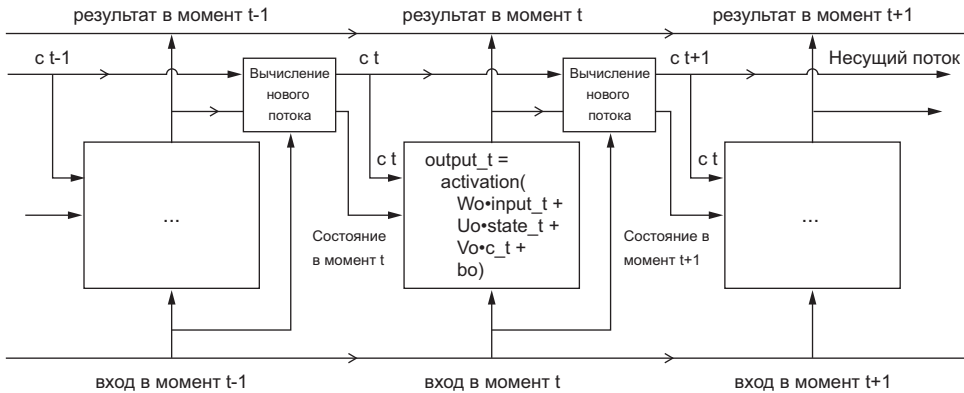 результат в момент t-1
результат в момент t
результат в момент t+1
c t-1
c t
c t+1
Несущий поток
Вычисление
нового
потока
Вычисление
нового
потока
c t
c t
...
output_t =
activation(
Wo•input_t +
Uo•state_t +
Vo•c_t +
bo)
...
Состояние
в момент t
Состояние в
момент t+1
вход в момент t-1
вход в момент t
вход в момент t+1